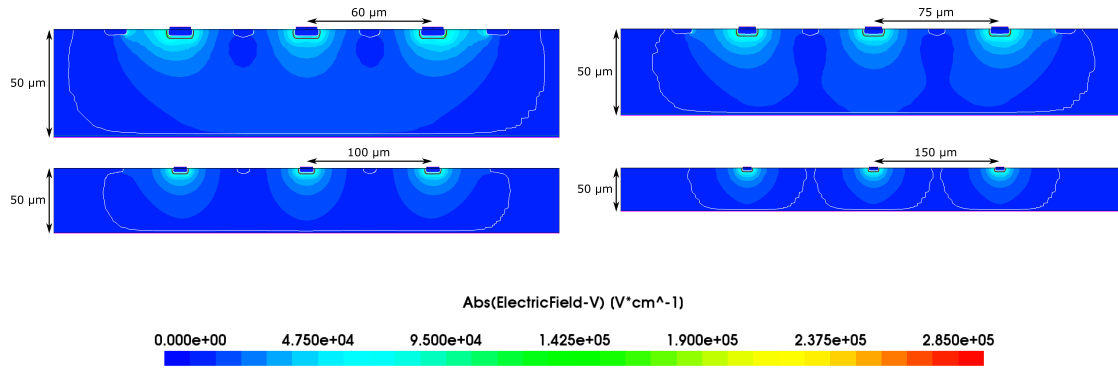 60 µm
75 µm
50 µm
50 µm
100 µm
150 µm
50 µm
50 µm
Abs(ElectricField-V) (V*cm^-1)
0.000e+00 4.750e+04 9.500e+04 1.425e+05 1.900e+05 2.375e+05 2.850e+05